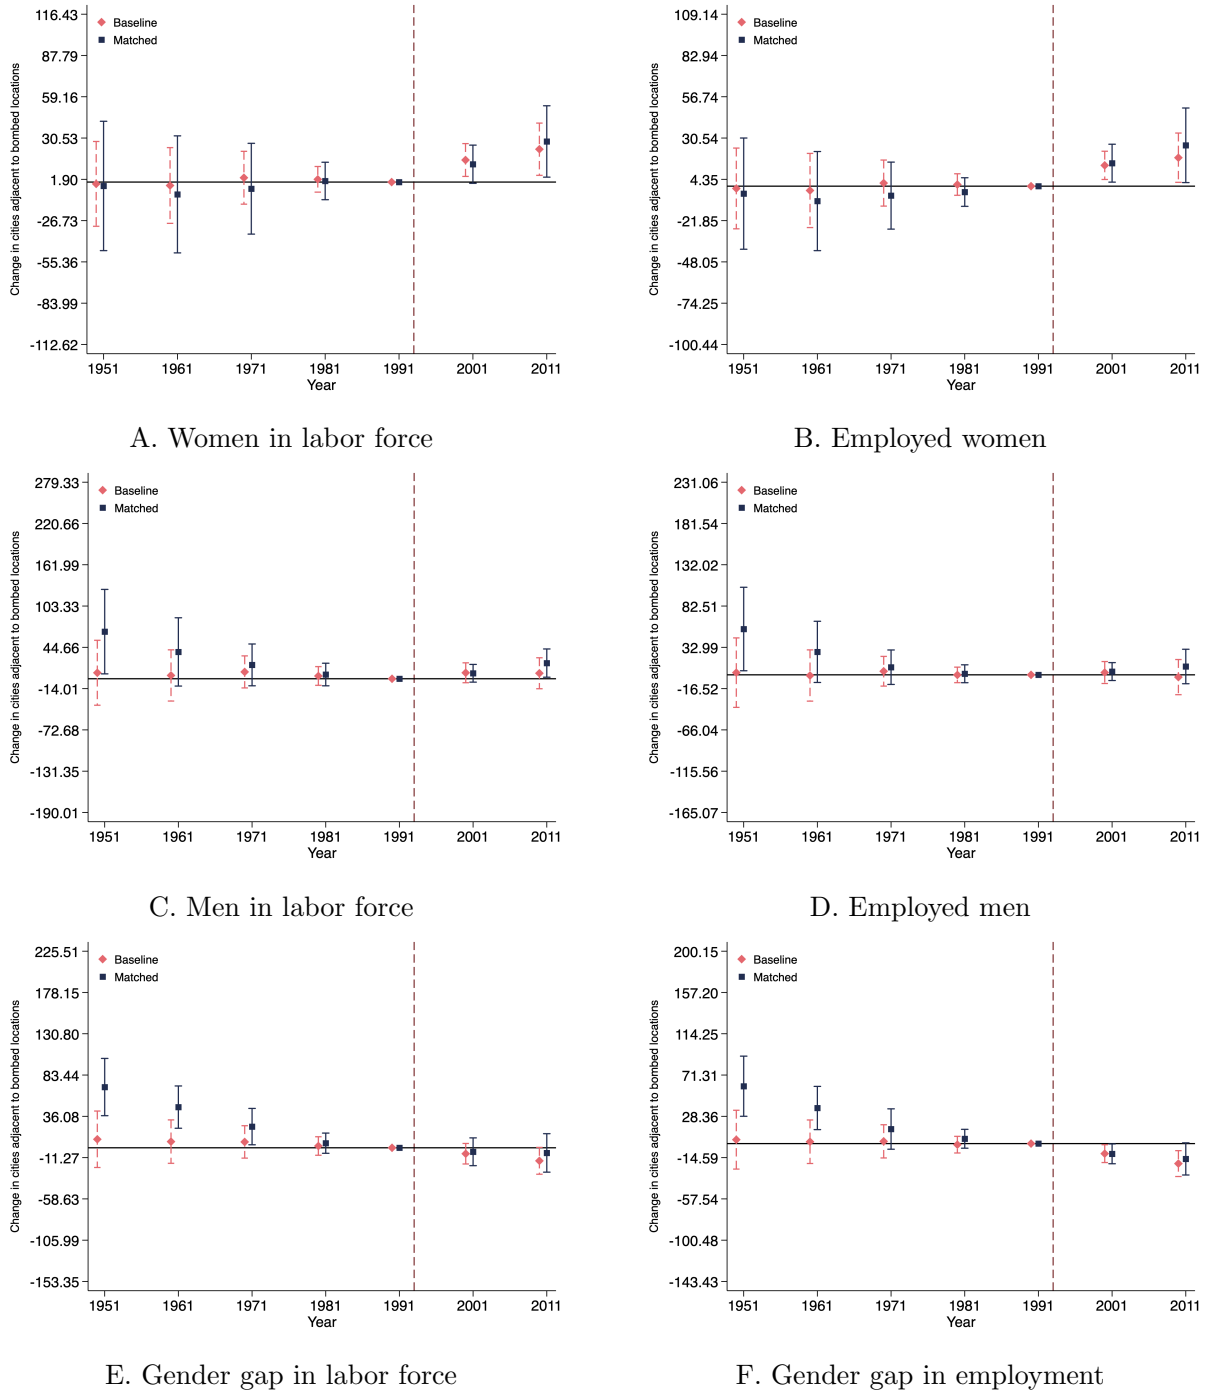 116.43
87.79
59.16
30.53
1.90
-26.73
-55.36
-83.99
-112.62
Change in cities adjacent to bombed locations
Baseline
Matched
1951 1961 1971 1981 1991 2001 2011
Year
A. Women in labor force
109.14
82.94
56.74
30.54
4.35
-21.85
-48.05
-74.25
-100.44
Change in cities adjacent to bombed locations
Baseline
Matched
1951 1961 1971 1981 1991 2001 2011
Year
B. Employed women
279.33
220.66
161.99
103.33
44.66
-14.01
-72.68
-131.35
-190.01
Change in cities adjacent to bombed locations
Baseline
Matched
1951 1961 1971 1981 1991 2001 2011
Year
C. Men in labor force
231.06
181.54
132.02
82.51
32.99
-16.52
-66.04
-115.56
-165.07
Change in cities adjacent to bombed locations
Baseline
Matched
1951 1961 1971 1981 1991 2001 2011
Year
D. Employed men
225.51
178.15
130.80
83.44
36.08
-11.27
-58.63
-105.99
-153.35
Change in cities adjacent to bombed locations
Baseline
Matched
1951 1961 1971 1981 1991 2001 2011
Year
E. Gender gap in labor force
200.15
157.20
114.25
71.31
28.36
-14.59
-57.54
-100.48
-143.43
Change in cities adjacent to bombed locations
Baseline
Matched
1951 1961 1971 1981 1991 2001 2011
Year
F. Gender gap in employment